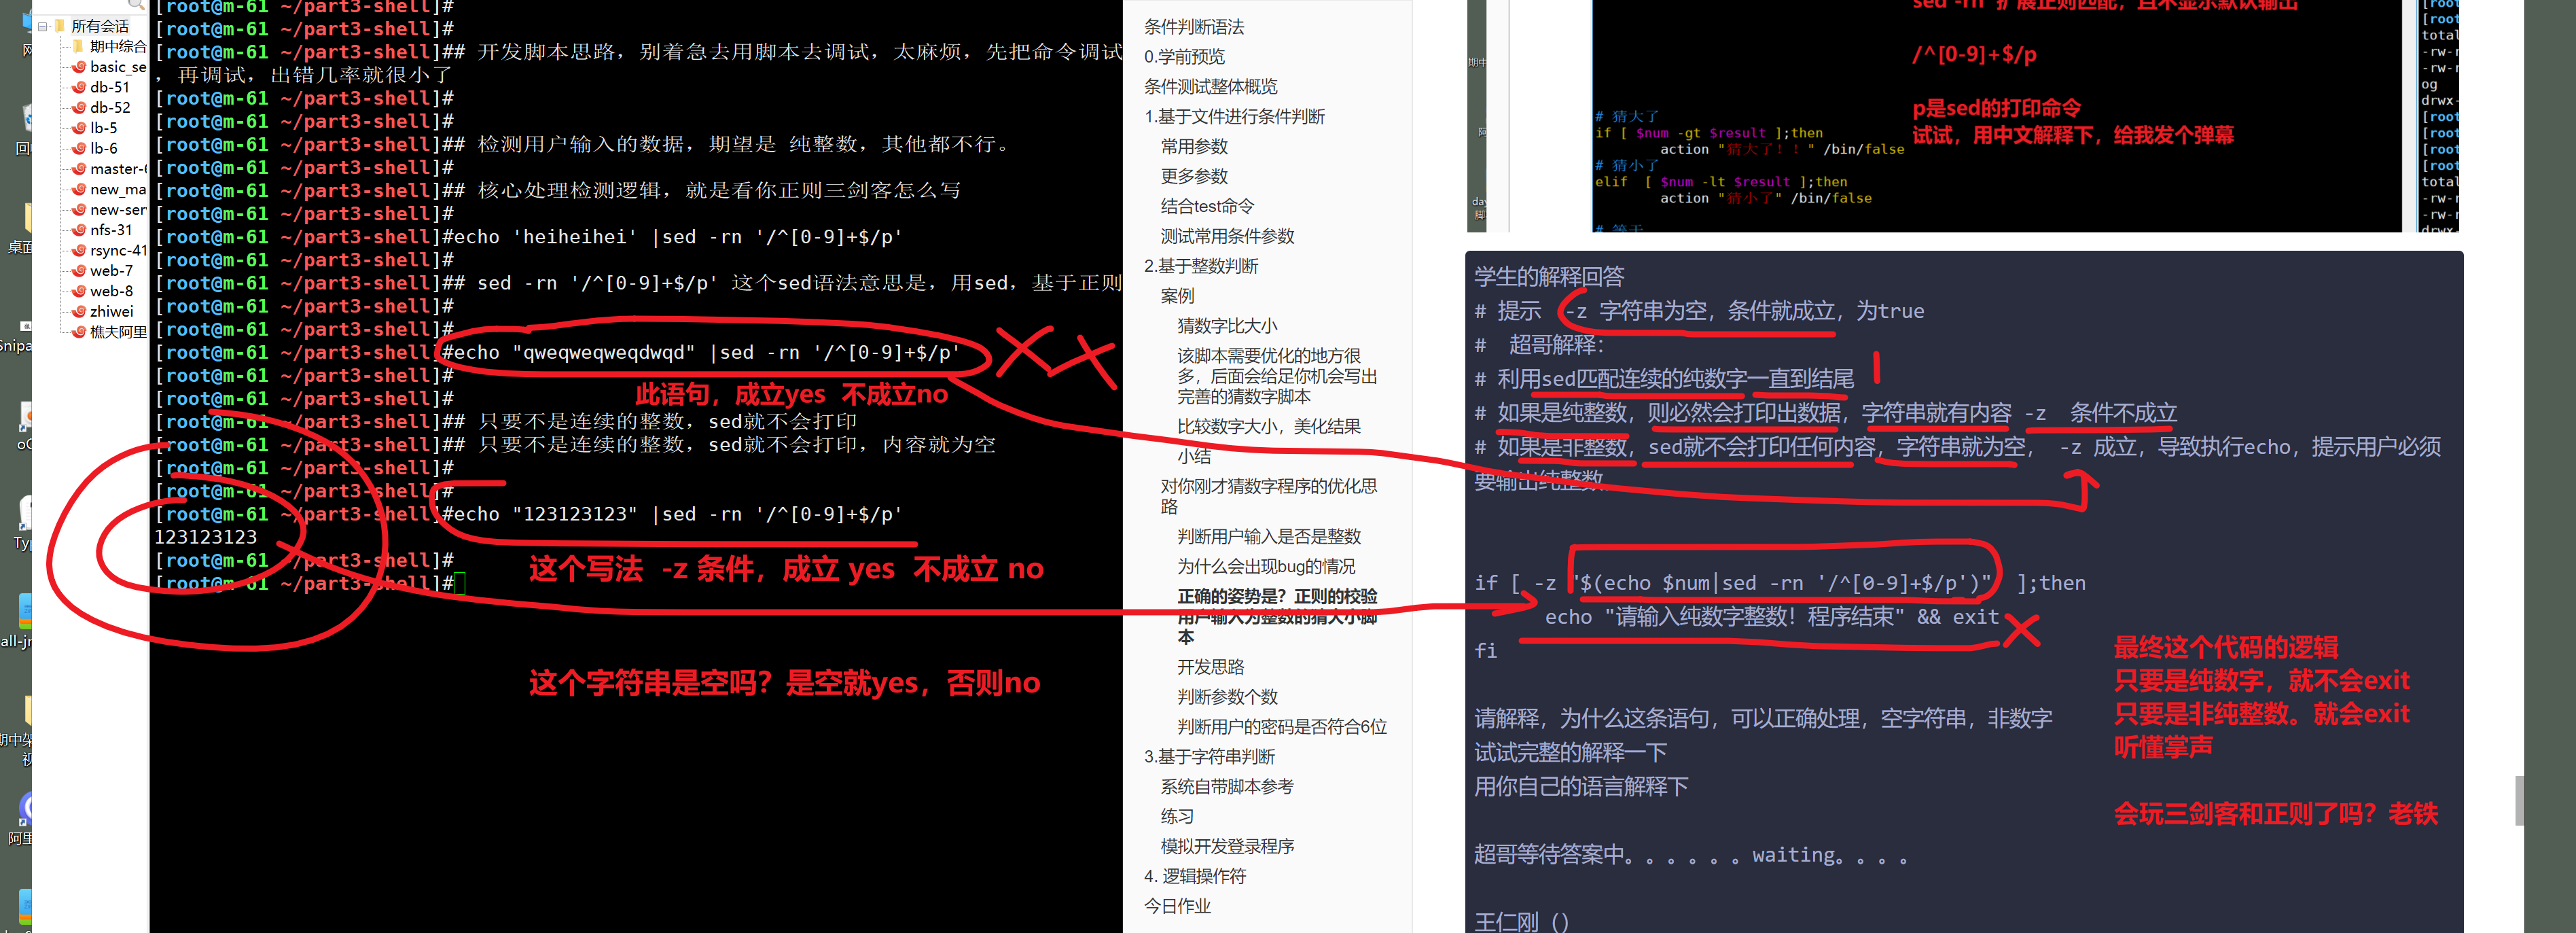 所有会话
期中综合
basic_se
db-51
db-52
lb-5
lb-6
master-6
new_ma
new-ser
nfs-31
rsync-41
web-7
web-8
zhiwei
樵夫阿里
[root@m-61 ~/part3-shell]#
[root@m-61 ~/part3-shell]#
[root@m-61 ~/part3-shell]## 开发脚本思路，别着急去用脚本去调试，太麻烦，先把命令调试
，再调试，出错几率就很小了
[root@m-61 ~/part3-shell]#
[root@m-61 ~/part3-shell]#
[root@m-61 ~/part3-shell]## 检测用户输入的数据，期望是 纯整数，其他都不行。
[root@m-61 ~/part3-shell]#
[root@m-61 ~/part3-shell]## 核心处理检测逻辑，就是看你正则三剑客怎么写
[root@m-61 ~/part3-shell]#
[root@m-61 ~/part3-shell]#echo 'heiheihei' |sed -rn '/^[0-9]+$/p'
[root@m-61 ~/part3-shell]#
[root@m-61 ~/part3-shell]## sed -rn '/^[0-9]+$/p' 这个sed语法意思是，用sed，基于正则
[root@m-61 ~/part3-shell]#
[root@m-61 ~/part3-shell]#
[root@m-61 ~/part3-shell]#echo "qweqweqweqdwqd" |sed -rn '/^[0-9]+$/p'
[root@m-61 ~/part3-shell]#
此语句，成立yes 不成立no
[root@m-61 ~/part3-shell]#
[root@m-61 ~/part3-shell]## 只要不是连续的整数，sed就不会打印
[root@m-61 ~/part3-shell]## 只要不是连续的整数，sed就不会打印，内容就为空
[root@m-61 ~/part3-shell]#
[root@m-61 ~/part3-shell]#
[root@m-61 ~/part3-shell]#echo "123123123" |sed -rn '/^[0-9]+$/p'
123123123
[root@m-61 ~/part3-shell]#
[root@m-61 ~/part3-shell]#
这个写法 -z 条件，成立 yes 不成立 no
这个字符串是空吗？是空就yes，否则no
条件判断语法
0.学前预览
条件测试整体概览
1.基于文件进行条件判断
常用参数
更多参数
结合test命令
测试常用条件参数
2.基于整数判断
案例
猜数字比大小
该脚本需要优化的地方很
多，后面会给足你机会写出
完善的猜数字脚本
比较数字大小，美化结果
小结
对你刚才猜数字程序的优化思
路
判断用户输入是否是整数
为什么会出现bug的情况
正确的姿势是？正则的校验
用户输入为整数的猜大小脚
本
开发思路
判断参数个数
判断用户的密码是否符合6位
3.基于字符串判断
系统自带脚本参考
练习
模拟开发登录程序
4. 逻辑操作符
今日作业
sed -rn 扩展正则匹配，且不显示默认输出
/^[0-9]+$/p
p是sed的打印命令
试试，用中文解释下，给我发个弹幕
# 猜大了
if [ $num -gt $result ];then
action "猜大了！！" /bin/false
# 猜小了
elif [ $num -lt $result ];then
action "猜小了" /bin/false
# 等于
学生的解释回答
# 提示 -z 字符串为空，条件就成立，为true
# 超哥解释：
# 利用sed匹配连续的纯数字一直到结尾
# 如果是纯整数，则必然会打印出数据，字符串就有内容 -z 条件不成立
# 如果是非整数，sed就不会打印任何内容，字符串就为空， -z 成立，导致执行echo，提示用户必须
要输出纯整数
if [ -z "$(echo $num|sed -rn '/^[0-9]+$/p')" ];then
echo "请输入纯数字整数！程序结束" && exit
fi
最终这个代码的逻辑
只要是纯数字，就不会exit
只要是非纯整数。就会exit
听懂掌声
会玩三剑客和正则了吗？老铁
请解释，为什么这条语句，可以正确处理，空字符串，非数字
试试完整的解释一下
用你自己的语言解释下
超哥等待答案中。。。。。。waiting。。。。
王仁刚（）